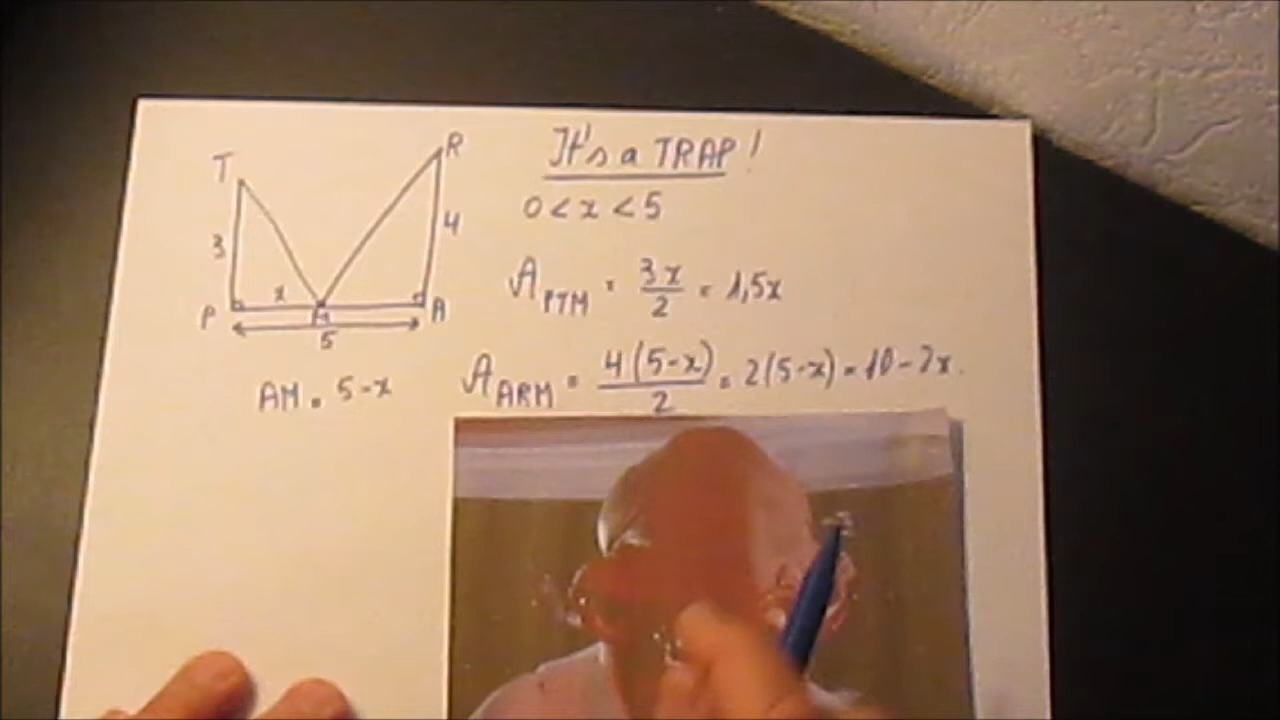 It's a TRAP!
0 < x < 5
T
R
3
4
x
P
M
A
5
A PTM = 3x/2 = 1,5x
AM = 5-x
A ARM = 4(5-x)/2 = 2(5-x) = 10-2x.